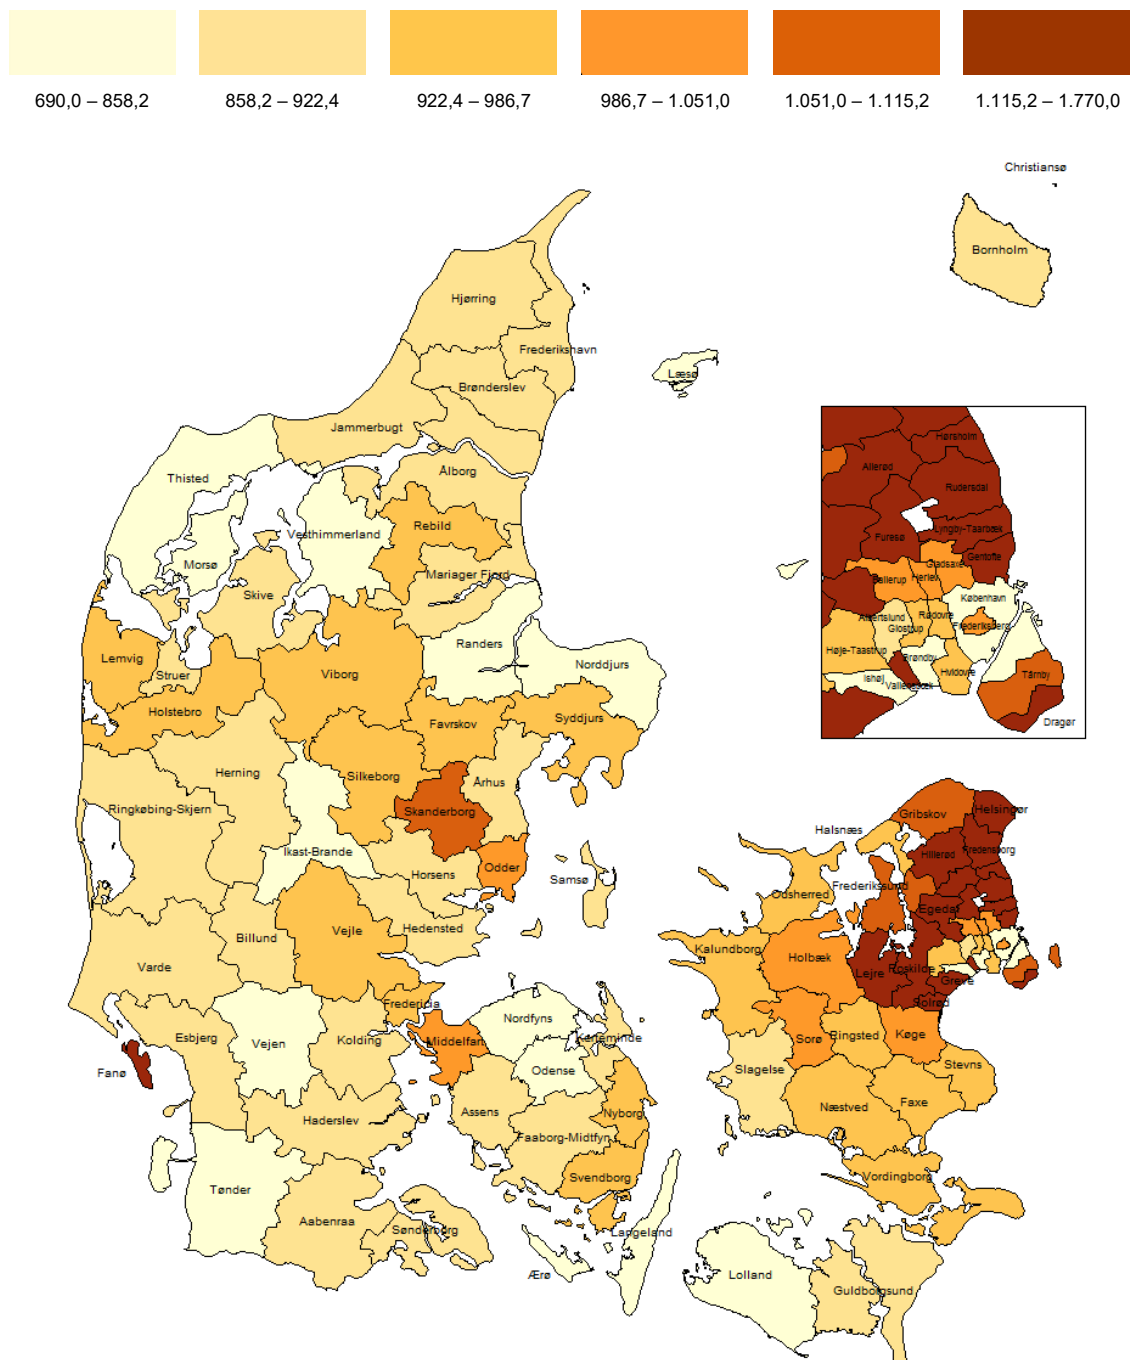 690,0 – 858,2
858,2 – 922,4
922,4 – 986,7
986,7 – 1.051,0
1.051,0 – 1.115,2
1.115,2 – 1.770,0
Christiansø
Bornholm
Hjørring
Frederikshavn
Læsø
Brønderslev
Jammerbugt
Hørsholm
Allerød
Ålborg
Thisted
Rudersdal
Rebild
Lyngby-Taarbæk
Vesthimmerland
Furesø
Gentofte
Gladsaxe
Morsø
Mariager Fjord
Ballerup
Herlev
Skive
København
Albertslund
Rødovre
Frederiksberg
Glostrup
Randers
Høje-Taastrup
Brøndby
Lemvig
Norddjurs
Hvidovre
Viborg
Struer
Ishøj
Tårnby
Vallensbæk
Holstebro
Syddjurs
Favrskov
Dragør
Herning
Silkeborg
Århus
Ringkøbing-Skjern
Skanderborg
Gribskov
Helsingør
Halsnæs
Ikast-Brande
Fredensborg
Hillerød
Odder
Horsens
Samsø
Frederikssund
Odsherred
Egedal
Vejle
Hedensted
Billund
Kalundborg
Holbæk
Varde
Lejre
Roskilde
Greve
Solrød
Fredericia
Nordfyns
Esbjerg
Vejen
Kolding
Middelfart
Kerteminde
Sorø
Ringsted
Køge
Stevns
Fanø
Odense
Slagelse
Faxe
Næstved
Assens
Nyborg
Haderslev
Faaborg-Midtfyn
Svendborg
Vordingborg
Tønder
Aabenraa
Sønderborg
Langeland
Ærø
Lolland
Guldborgsund